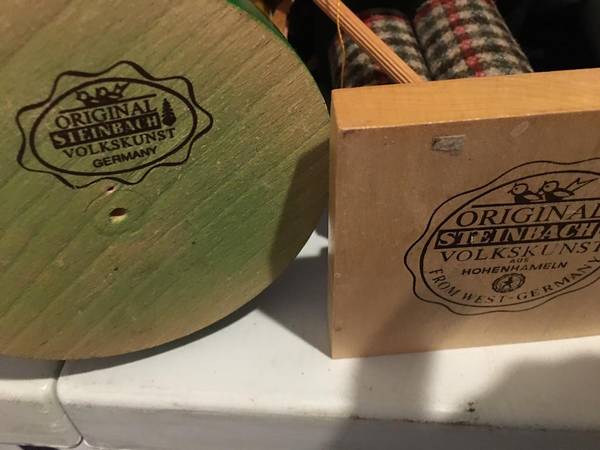 ORIGINAL
STEINBACH
VOLKSKUNST
GERMANY
ORIGINAL
STEINBACH
VOLKSKUNST
AUS
HOHENHAMELN
FROM WEST-GERMANY